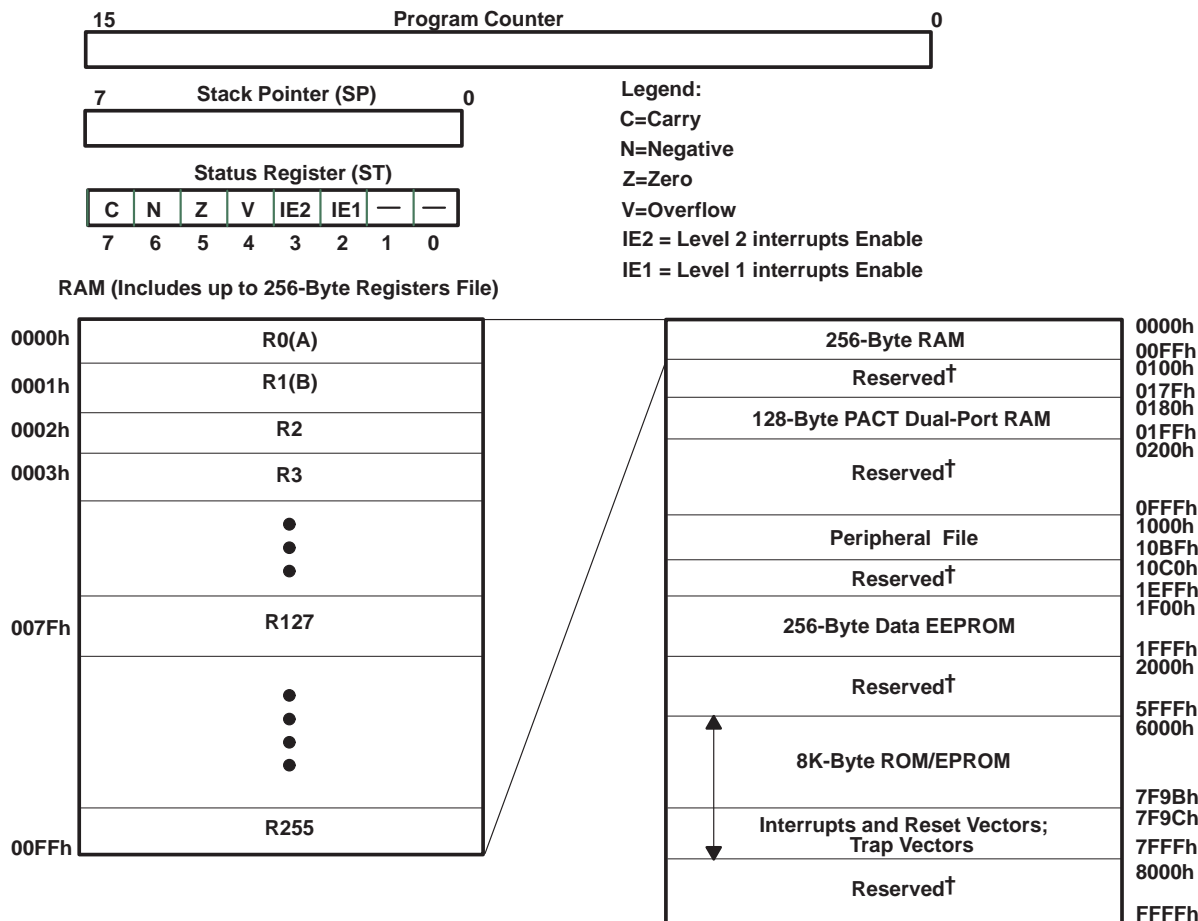 15 Program Counter 0
7 Stack Pointer (SP) 0
Status Register (ST)
C N Z V IE2 IE1 — —
7 6 5 4 3 2 1 0
Legend:
C=Carry
N=Negative
Z=Zero
V=Overflow
IE2 = Level 2 interrupts Enable
IE1 = Level 1 interrupts Enable
RAM (Includes up to 256-Byte Registers File)
0000h R0(A)
0001h R1(B)
0002h R2
0003h R3
007Fh R127
R255
00FFh
0000h
256-Byte RAM
00FFh
0100h
Reserved†
017Fh
0180h
128-Byte PACT Dual-Port RAM
01FFh
0200h
Reserved†
0FFFh
1000h
Peripheral File
10BFh
10C0h
Reserved†
1EFFh
1F00h
256-Byte Data EEPROM
1FFFh
2000h
Reserved†
5FFFh
6000h
8K-Byte ROM/EPROM
7F9Bh
7F9Ch
Interrupts and Reset Vectors;
Trap Vectors
7FFFh
8000h
Reserved†
FFFFh